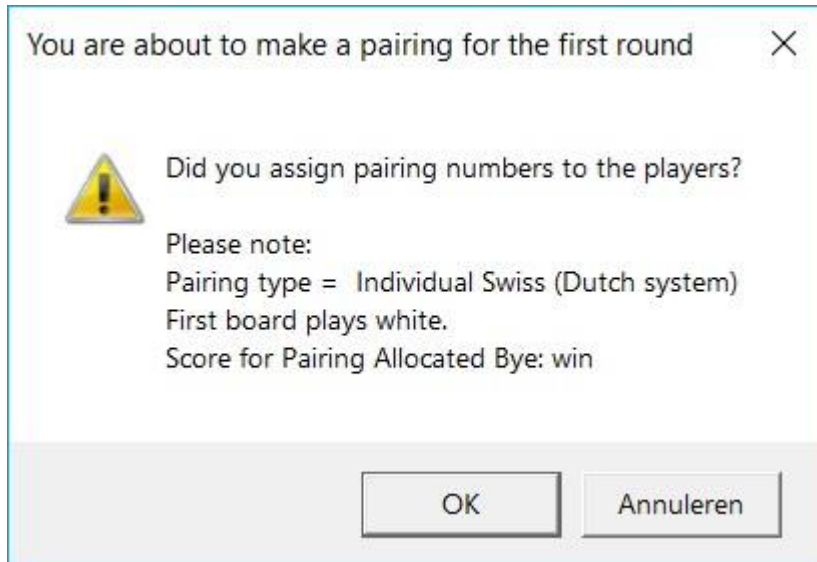 You are about to make a pairing for the first round
Did you assign pairing numbers to the players?
Please note:
Pairing type =  Individual Swiss (Dutch system)
First board plays white.
Score for Pairing Allocated Bye: win
OK
Annuleren